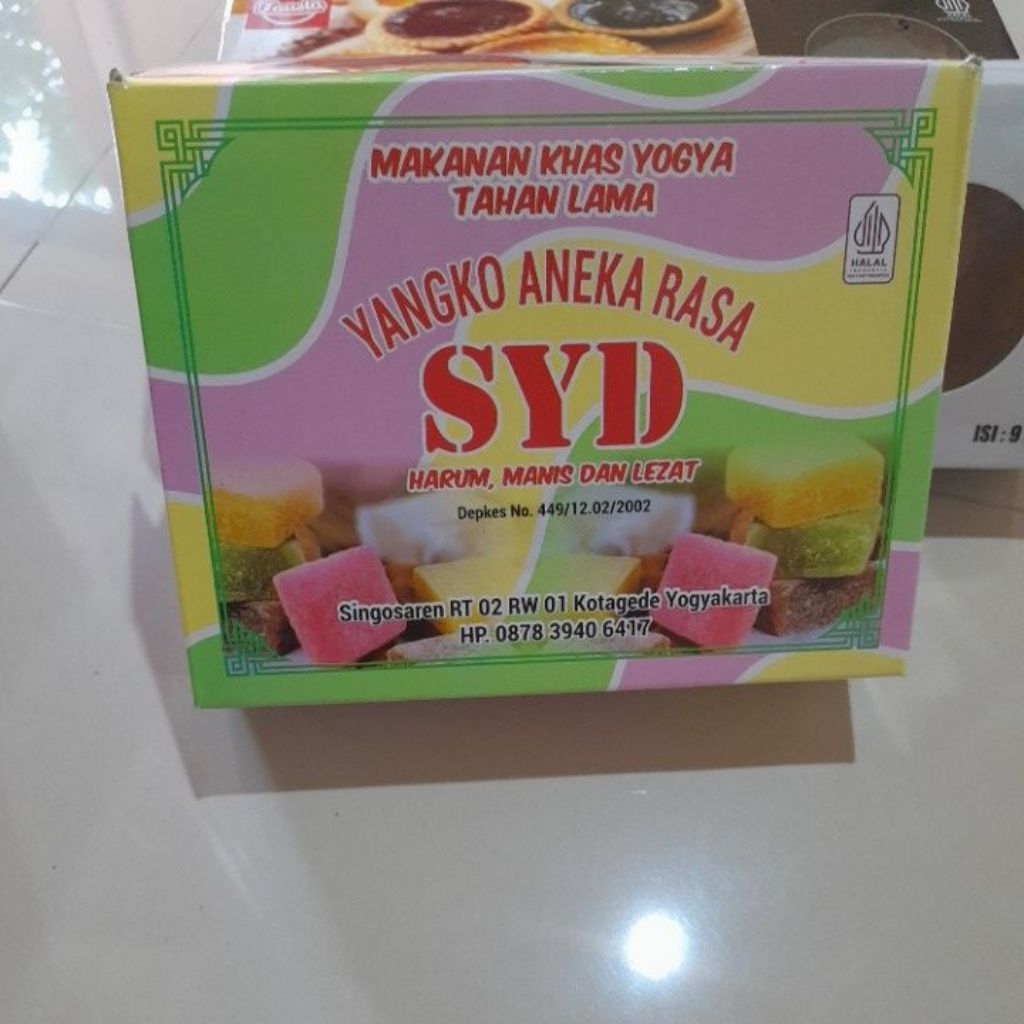 MAKANAN KHAS YOGYA
TAHAN LAMA
HALAL
INDONESIA
YANGKO ANEKA RASA
SYD
HARUM, MANIS DAN LEZAT
Depkes No. 449/12.02/2002
Singosaren RT 02 RW 01 Kotagede Yogyakarta
HP. 0878 3940 6417
ISI : 9